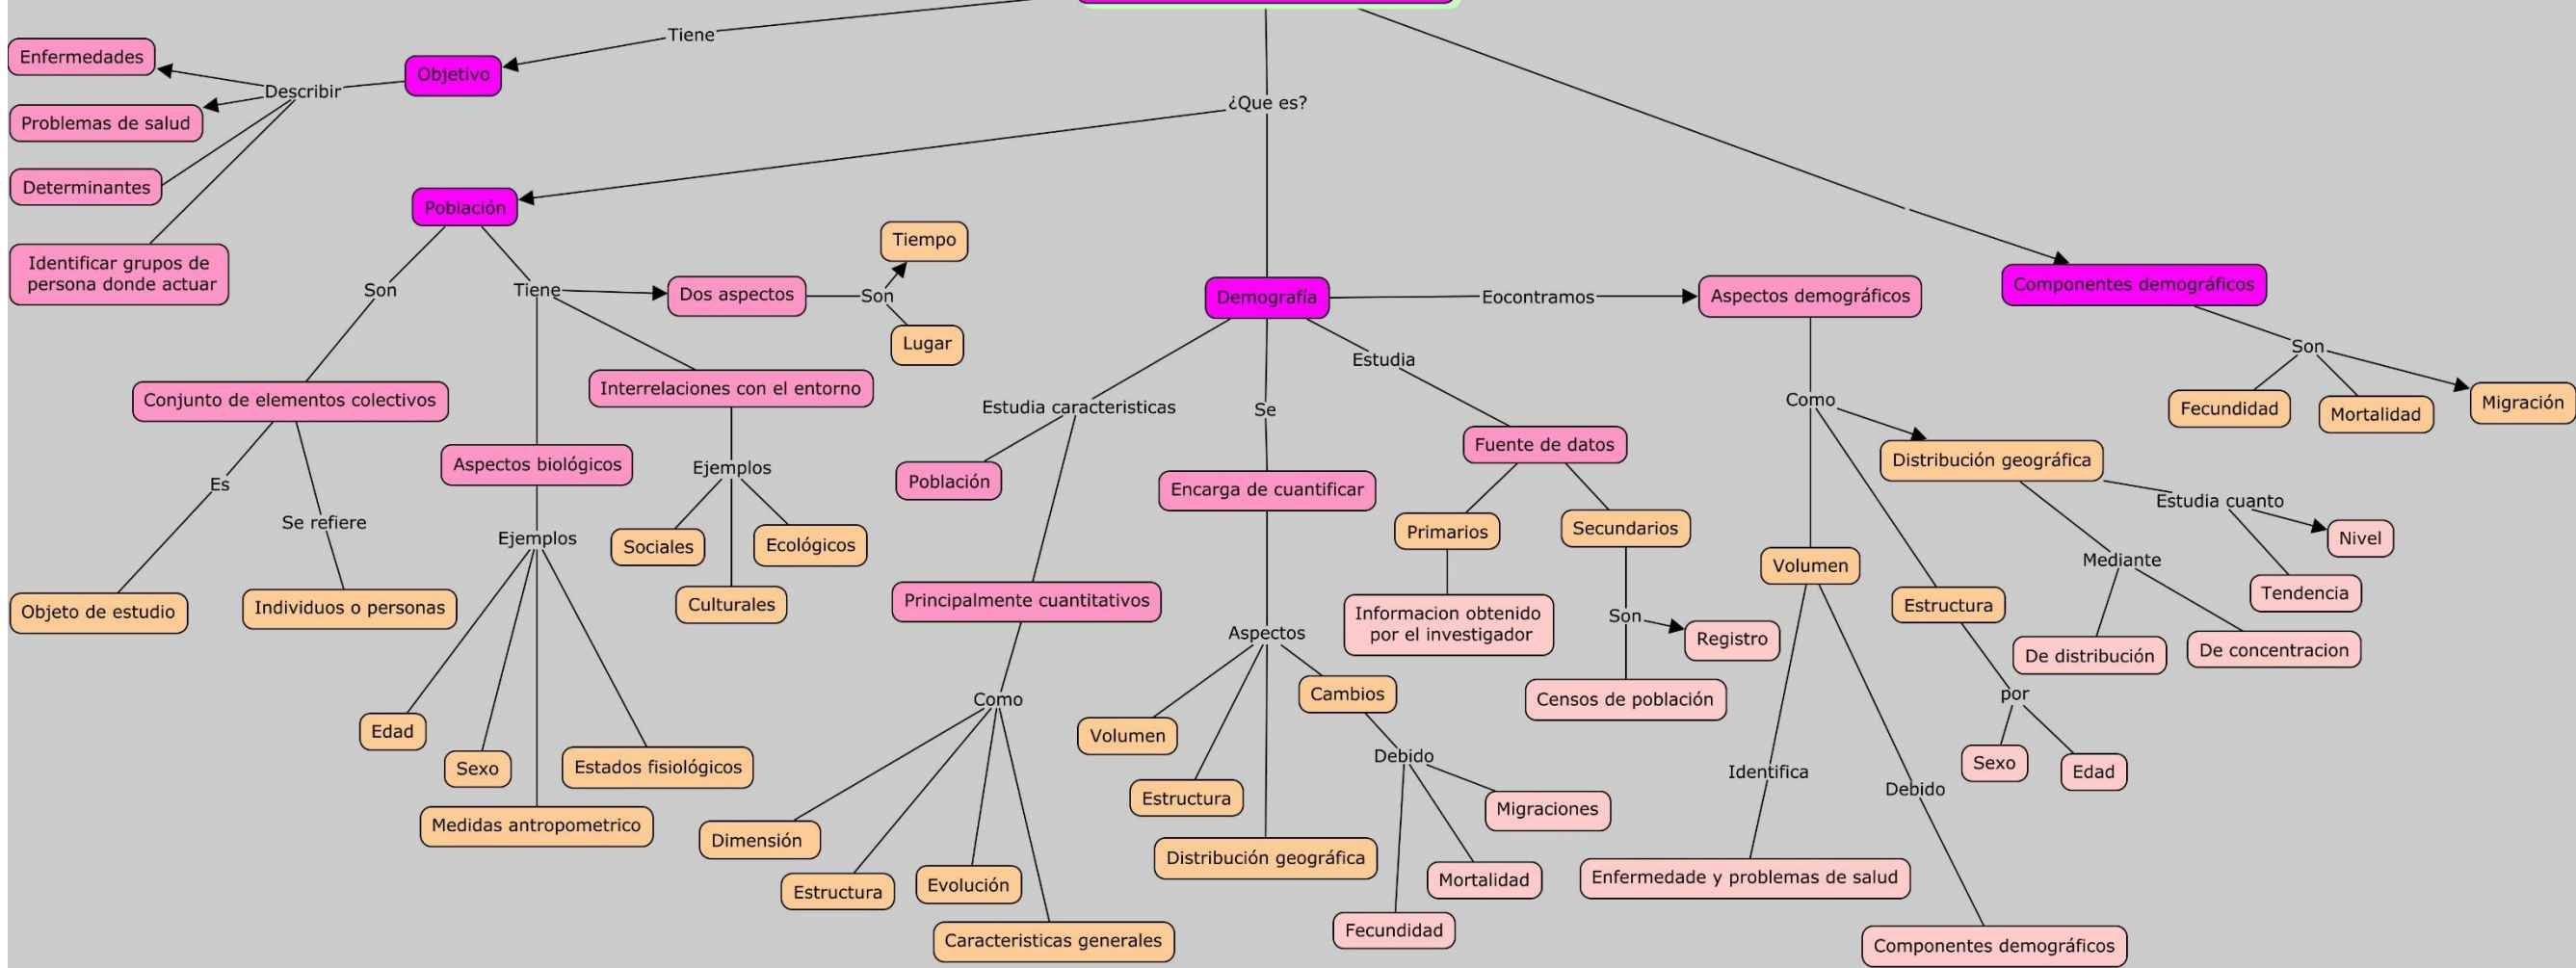 Tiene
Enfermedades
Objetivo
Describir
Problemas de salud
Determinantes
Identificar grupos de
persona donde actuar
¿Que es?
Población
Son
Tiene
Dos aspectos
Son
Tiempo
Lugar
Conjunto de elementos colectivos
Es
Se refiere
Objeto de estudio
Individuos o personas
Aspectos biológicos
Ejemplos
Edad
Sexo
Medidas antropometrico
Estados fisiológicos
Interrelaciones con el entorno
Ejemplos
Sociales
Culturales
Ecológicos
Demografía
Estudia caracteristicas
Población
Principalmente cuantitativos
Como
Dimensión
Estructura
Evolución
Caracteristicas generales
Se
Encarga de cuantificar
Aspectos
Volumen
Estructura
Distribución geográfica
Cambios
Debido
Fecundidad
Mortalidad
Migraciones
Estudia
Fuente de datos
Primarios
Informacion obtenido
por el investigador
Secundarios
Son
Registro
Censos de población
Eocontramos
Aspectos demográficos
Como
Volumen
Identifica
Enfermedade y problemas de salud
Debido
Componentes demográficos
Estructura
por
Sexo
Edad
Distribución geográfica
Estudia cuanto
Nivel
Tendencia
Mediante
De distribución
De concentracion
Componentes demográficos
Son
Fecundidad
Mortalidad
Migración